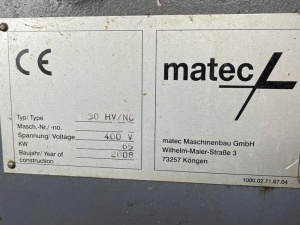 CE
matec
Typ/Type 30 HV/NC
Masch.-Nr./-no.
Spannung/Voltage 400 V
KW 65
Baujahr/Year of construction 2008
matec Maschinenbau GmbH
Wilhelm-Maier-Straße 3
73257 Köngen
1000.02.71.67.04